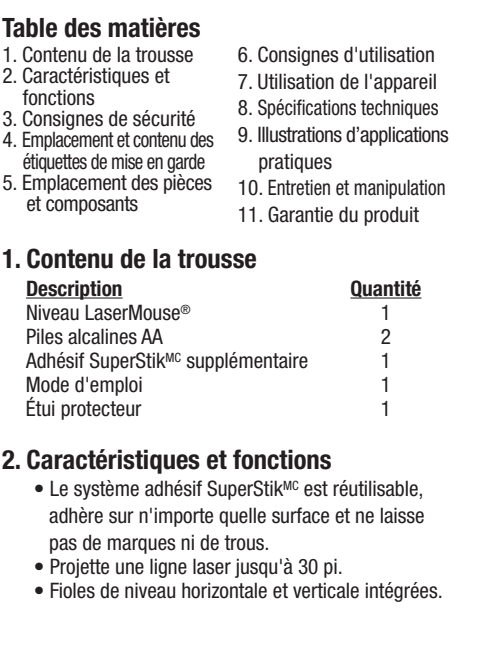 Table des matières
1. Contenu de la trousse
2. Caractéristiques et
fonctions
3. Consignes de sécurité
4. Emplacement et contenu des
étiquettes de mise en garde
5. Emplacement des pièces
et composants
6. Consignes d'utilisation
7. Utilisation de l'appareil
8. Spécifications techniques
9. Illustrations d’applications
pratiques
10. Entretien et manipulation
11. Garantie du produit
1. Contenu de la trousse
Description Quantité
Niveau LaserMouse® 1
Piles alcalines AA 2
Adhésif SuperStikMC supplémentaire 1
Mode d'emploi 1
Étui protecteur 1
2. Caractéristiques et fonctions
• Le système adhésif SuperStikMC est réutilisable,
adhère sur n'importe quelle surface et ne laisse
pas de marques ni de trous.
• Projette une ligne laser jusqu'à 30 pi.
• Fioles de niveau horizontale et verticale intégrées.